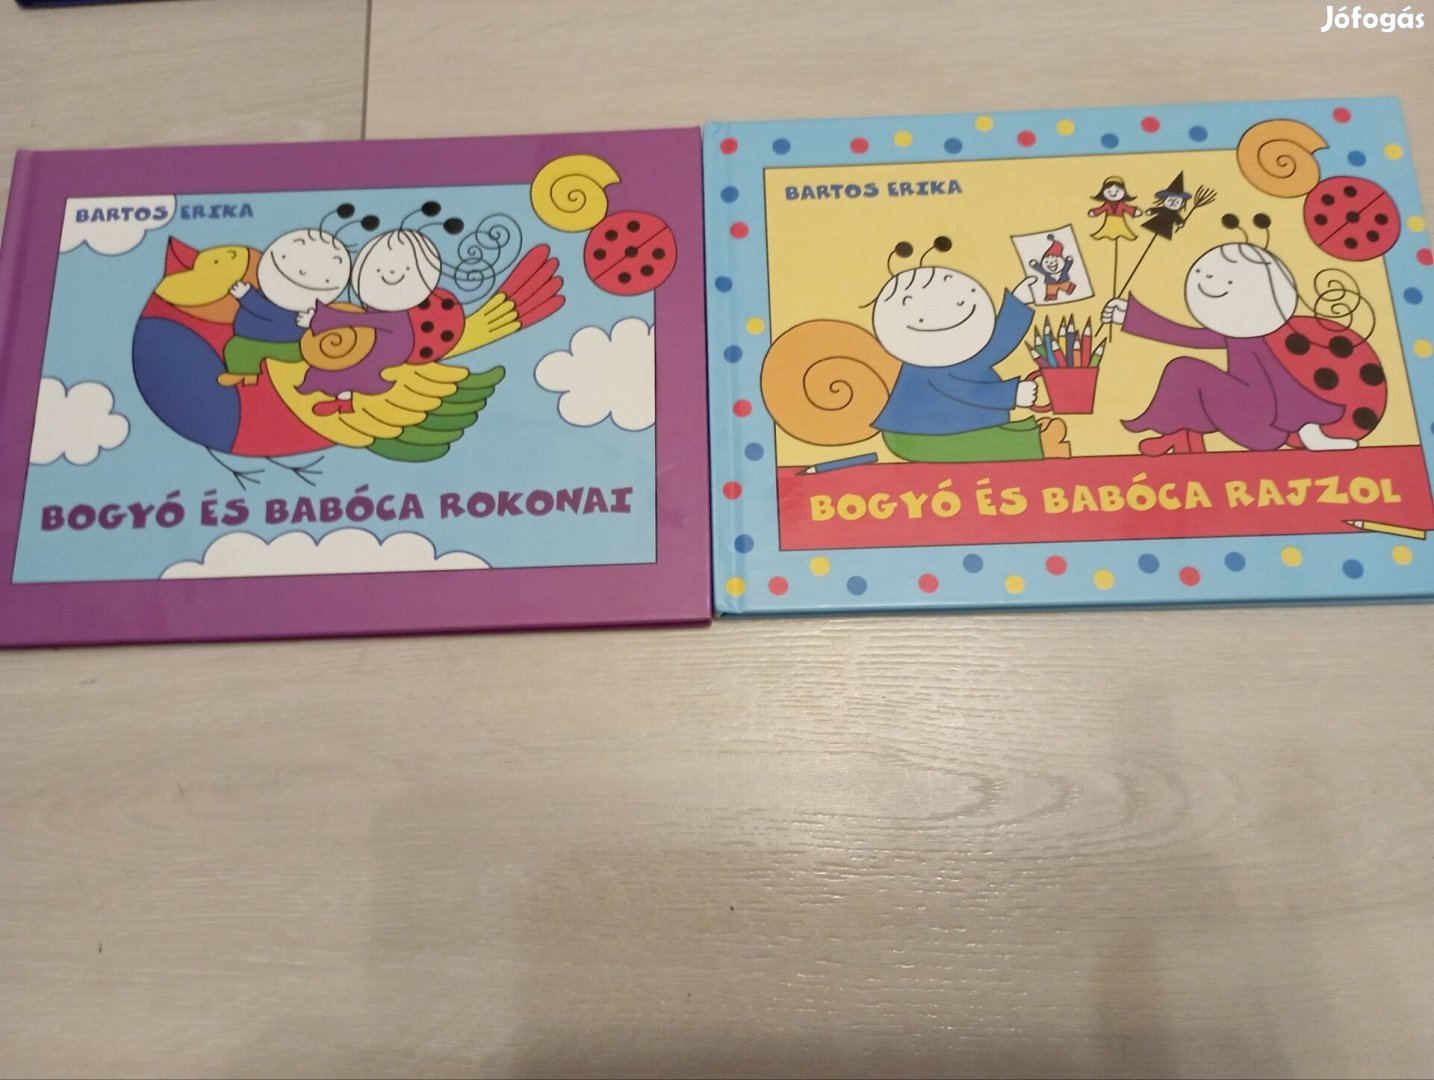 Jófogás
BARTOS ERIKA
BOGYÓ ÉS BABÓCA ROKONAI
BARTOS ERIKA
BOGYÓ ÉS BABÓCA RAJZOL